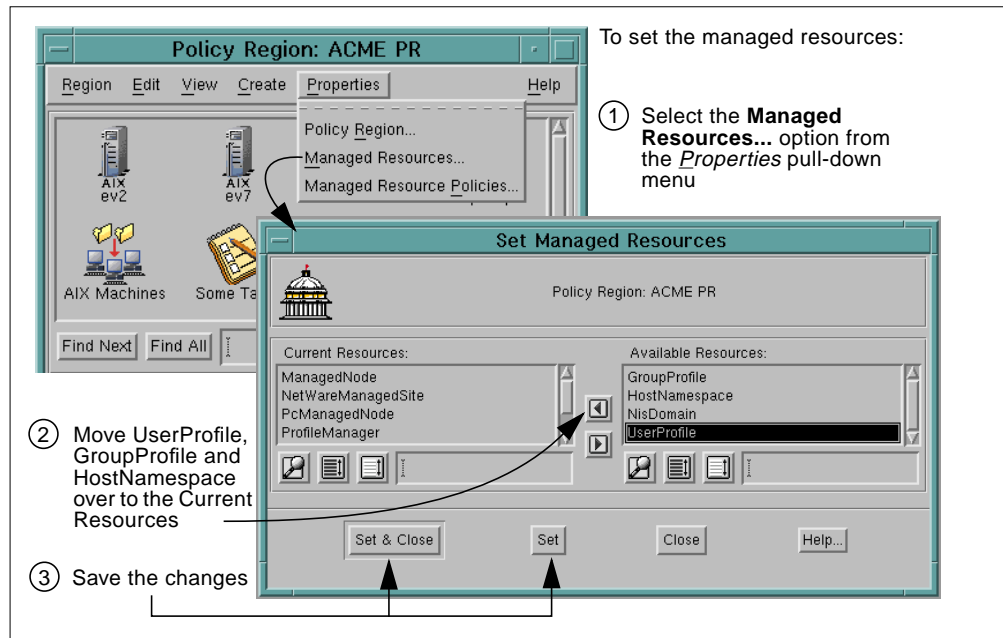 Policy Region: ACME PR
Region Edit View Create Properties Help
Policy Region...
Managed Resources...
Managed Resource Policies...
AIX
ev2
AIX
ev7
AIX Machines
Some Ta
Find Next Find All
To set the managed resources:
1 Select the Managed
Resources... option from
the Properties pull-down
menu
Set Managed Resources
Policy Region: ACME PR
Current Resources:
ManagedNode
NetWareManagedSite
PcManagedNode
ProfileManager
Available Resources:
GroupProfile
HostNamespace
NisDomain
UserProfile
2 Move UserProfile,
GroupProfile and
HostNamespace
over to the Current
Resources
Set & Close Set Close Help...
3 Save the changes